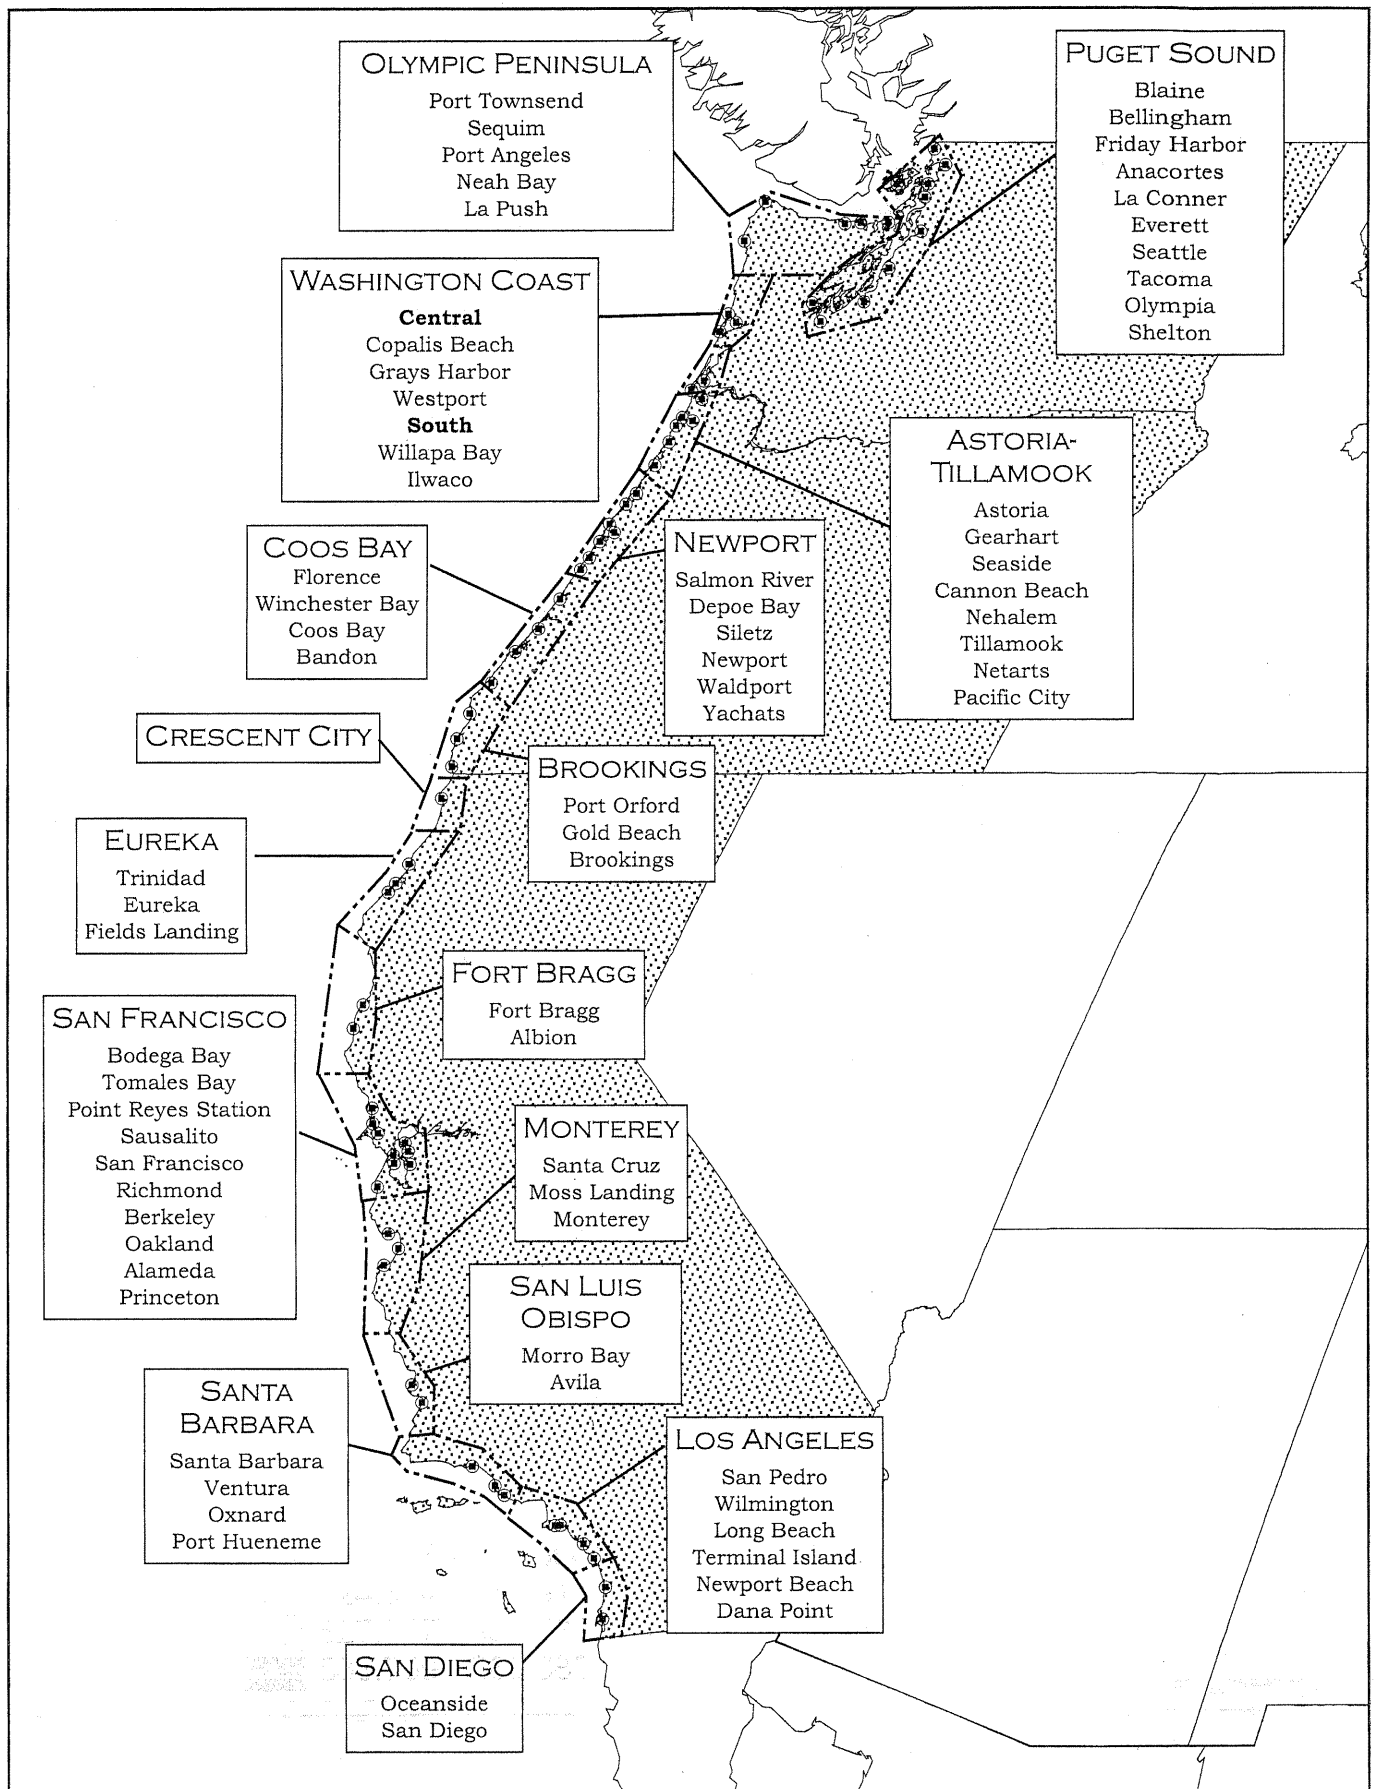 OLYMPIC PENINSULA
Port Townsend
Sequim
Port Angeles
Neah Bay
La Push
PUGET SOUND
Blaine
Bellingham
Friday Harbor
Anacortes
La Conner
Everett
Seattle
Tacoma
Olympia
Shelton
WASHINGTON COAST
Central
Copalis Beach
Grays Harbor
Westport
South
Willapa Bay
Ilwaco
ASTORIA-
TILLAMOOK
Astoria
Gearhart
Seaside
Cannon Beach
Nehalem
Tillamook
Netarts
Pacific City
COOS BAY
Florence
Winchester Bay
Coos Bay
Bandon
NEWPORT
Salmon River
Depoe Bay
Siletz
Newport
Waldport
Yachats
CRESCENT CITY
BROOKINGS
Port Orford
Gold Beach
Brookings
EUREKA
Trinidad
Eureka
Fields Landing
FORT BRAGG
Fort Bragg
Albion
SAN FRANCISCO
Bodega Bay
Tomales Bay
Point Reyes Station
Sausalito
San Francisco
Richmond
Berkeley
Oakland
Alameda
Princeton
MONTEREY
Santa Cruz
Moss Landing
Monterey
SAN LUIS
OBISPO
Morro Bay
Avila
SANTA
BARBARA
Santa Barbara
Ventura
Oxnard
Port Hueneme
LOS ANGELES
San Pedro
Wilmington
Long Beach
Terminal Island
Newport Beach
Dana Point
SAN DIEGO
Oceanside
San Diego